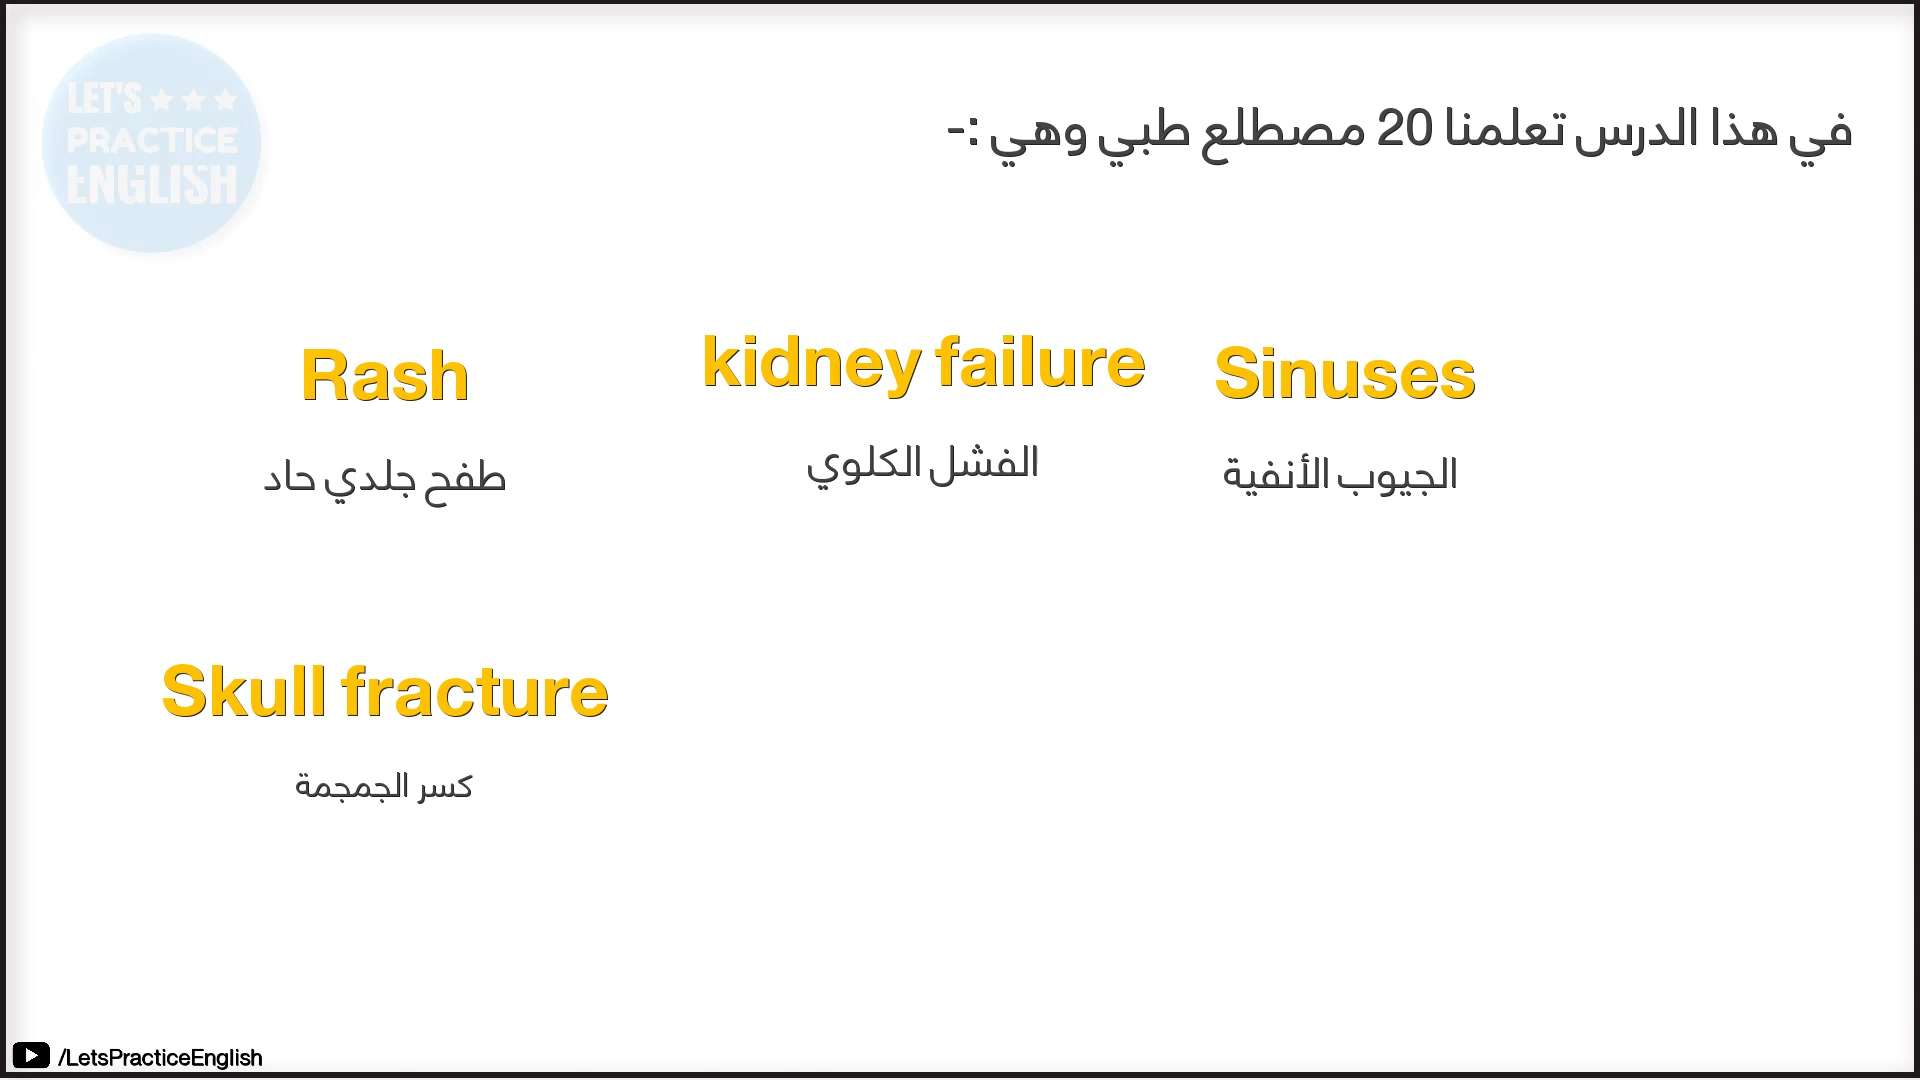 LET'S
PRACTICE
ENGLISH
في هذا الدرس تعلمنا 20 مصطلع طبي وهي :-
Rash
kidney failure
Sinuses
طفح جلدي حاد
الفشل الكلوي
الجيوب الأنفية
Skull fracture
كسر الجمجمة
/LetsPracticeEnglish